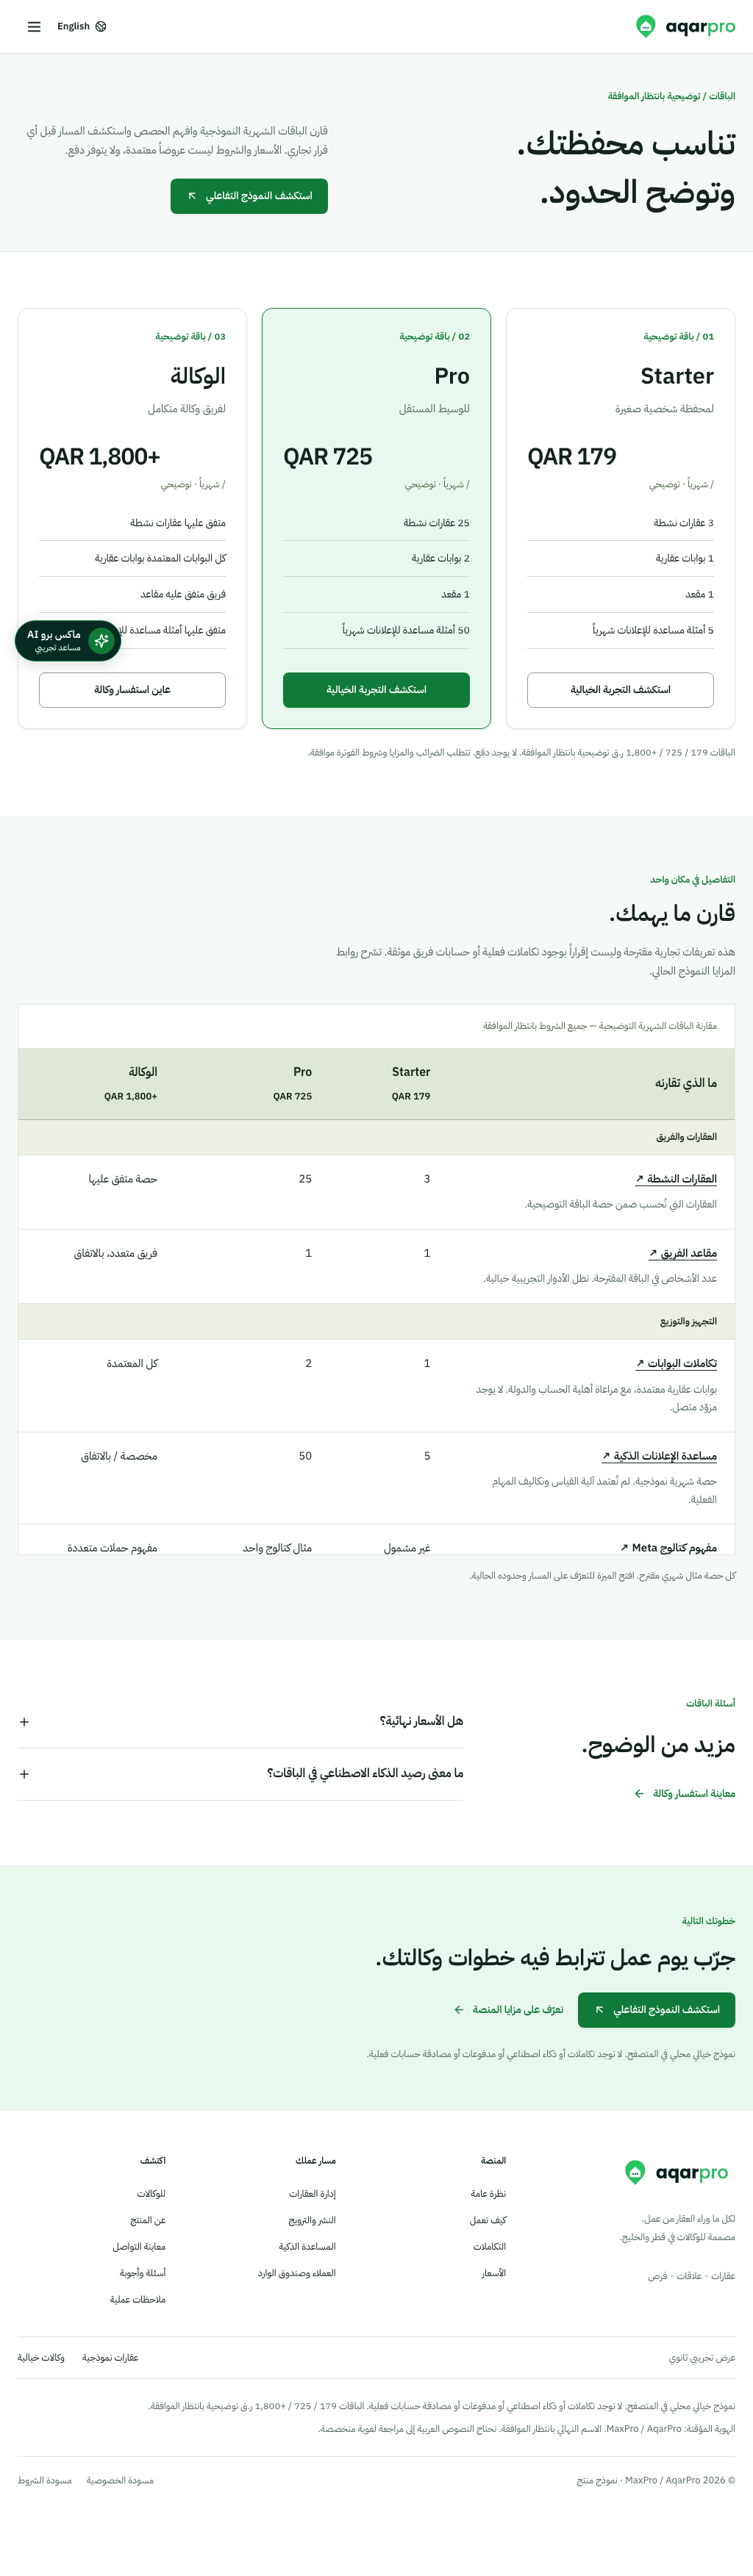 aqarpro
English
الباقات / توضيحية بانتظار الموافقة
تناسب محفظتك.
وتوضح الحدود.
قارن الباقات الشهرية النموذجية وافهم الحصص واستكشف المسار قبل أي
قرار تجاري. الأسعار والشروط ليست عروضاً معتمدة، ولا يتوفر دفع.
استكشف النموذج التفاعلي
01 / باقة توضيحية
Starter
لمحفظة شخصية صغيرة
QAR 179
/ شهرياً · توضيحي
3 عقارات نشطة
1 بوابات عقارية
1 مقعد
5 أمثلة مساعدة للإعلانات شهرياً
استكشف التجربة الخيالية
02 / باقة توضيحية
Pro
للوسيط المستقل
QAR 725
/ شهرياً · توضيحي
25 عقارات نشطة
2 بوابات عقارية
1 مقعد
50 أمثلة مساعدة للإعلانات شهرياً
استكشف التجربة الخيالية
03 / باقة توضيحية
الوكالة
لفريق وكالة متكامل
QAR 1,800+
/ شهرياً · توضيحي
متفق عليها عقارات نشطة
كل البوابات المعتمدة بوابات عقارية
فريق متفق عليه مقاعد
متفق عليها أمثلة مساعدة
عاين استفسار وكالة
ماكس برو AI
مساعد تجريبي
الباقات 179 / 725 / +1,800 ر.ق توضيحية بانتظار الموافقة. لا يوجد دفع. تتطلب الضرائب والمزايا وشروط الفوترة موافقة.
التفاصيل في مكان واحد
قارن ما يهمك.
هذه تعريفات تجارية مقترحة وليست إقراراً بوجود تكاملات فعلية أو حسابات فريق موثقة. تشرح روابط
المزايا النموذج الحالي.
مقارنة الباقات الشهرية التوضيحية — جميع الشروط بانتظار الموافقة
ما الذي تقارنه
Starter
QAR 179
Pro
QAR 725
الوكالة
QAR 1,800+
العقارات والفريق
العقارات النشطة ↗ 3 25 حصة متفق عليها
العقارات التي تُحسب ضمن حصة الباقة التوضيحية.
مقاعد الفريق ↗ 1 1 فريق متعدد، بالاتفاق
عدد الأشخاص في الباقة المقترحة. نظل الأدوار التجريبية خيالية.
التجهيز والتوزيع
تكاملات البوابات ↗ 1 2 كل المعتمدة
بوابات عقارية معتمدة، مع مراعاة أهلية الحساب والدولة. لا يوجد
مزوّد متصل.
مساعدة الإعلانات الذكية ↗ 5 50 مخصصة / بالاتفاق
حصة شهرية نموذجية. لم تُعتمد آلية القياس وتكاليف المهام
الفعلية.
مفهوم كتالوج Meta ↗ غير مشمول مثال كتالوج واحد مفهوم حملات متعددة
كل حصة مثال شهري مقترح. افتح الميزة للتعرّف على المسار وحدوده الحالية.
أسئلة الباقات
مزيد من الوضوح.
معاينة استفسار وكالة
هل الأسعار نهائية؟
ما معنى رصيد الذكاء الاصطناعي في الباقات؟
خطوتك التالية
جرّب يوم عمل تترابط فيه خطوات وكالتك.
استكشف النموذج التفاعلي
تعرّف على مزايا المنصة
نموذج خيالي محلي في المتصفح. لا توجد تكاملات أو ذكاء اصطناعي أو مدفوعات أو مصادقة حسابات فعلية.
aqarpro
لكل ما وراء العقار من عمل.
مصممة للوكالات في قطر والخليج.
عقارات · علاقات · فرص
المنصة
نظرة عامة
كيف تعمل
التكاملات
الأسعار
مسار عملك
إدارة العقارات
النشر والترويج
المساعدة الذكية
العملاء وصندوق الوارد
اكتشف
للوكالات
عن المنتج
معاينة التواصل
أسئلة وأجوبة
ملاحظات عملية
عرض تجريبي ثانوي
عقارات نموذجية
وكالات خيالية
نموذج خيالي محلي في المتصفح. لا توجد تكاملات أو ذكاء اصطناعي أو مدفوعات أو مصادقة حسابات فعلية. الباقات 179 / 725 / +1,800 ر.ق توضيحية بانتظار الموافقة.
الهوية المؤقتة: MaxPro / AqarPro. الاسم النهائي بانتظار الموافقة. تحتاج النصوص العربية إلى مراجعة لغوية متخصصة.
© 2026 MaxPro / AqarPro · نموذج منتج
مسودة الخصوصية
مسودة الشروط